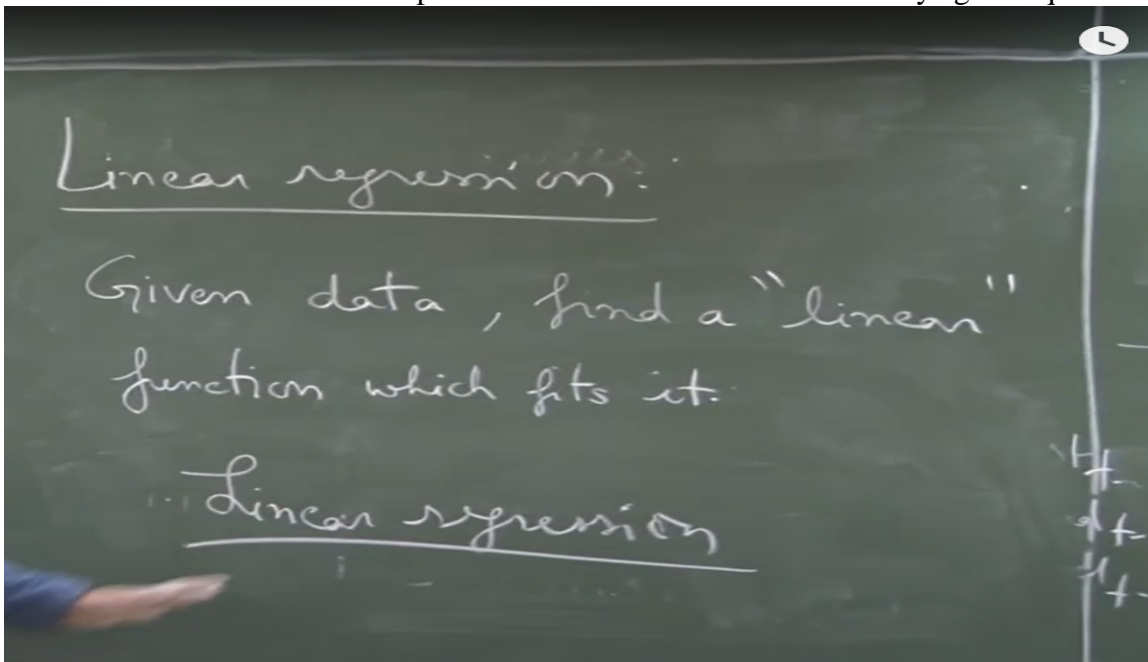 Linear regression:
Given data, find a "linear"
function which fits it.
Linear regression